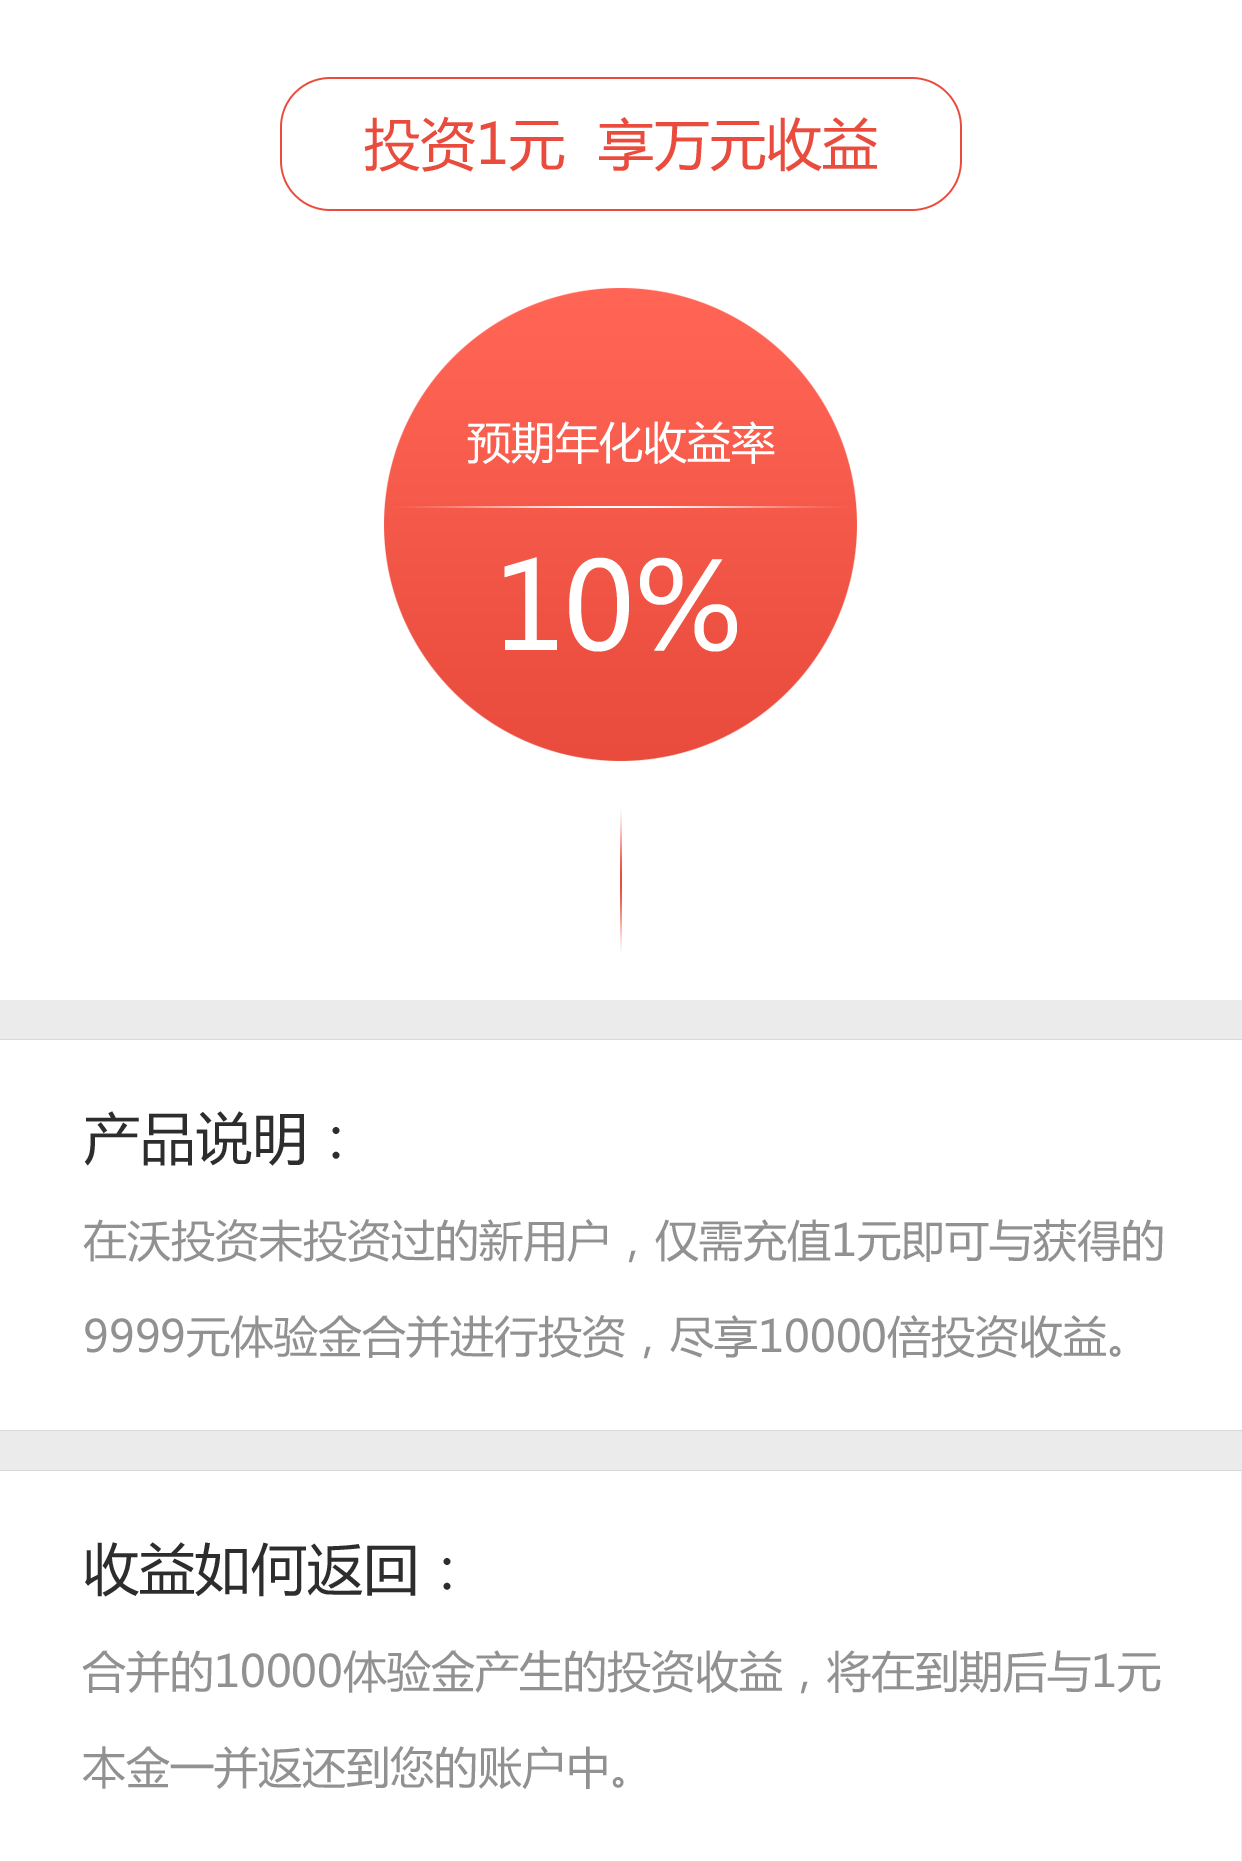 投资1元 享万元收益
预期年化收益率
10%
产品说明：
在沃投资未投资过的新用户，仅需充值1元即可与获得的
9999元体验金合并进行投资，尽享10000倍投资收益。
收益如何返回：
合并的10000体验金产生的投资收益，将在到期后与1元
本金一并返还到您的账户中。